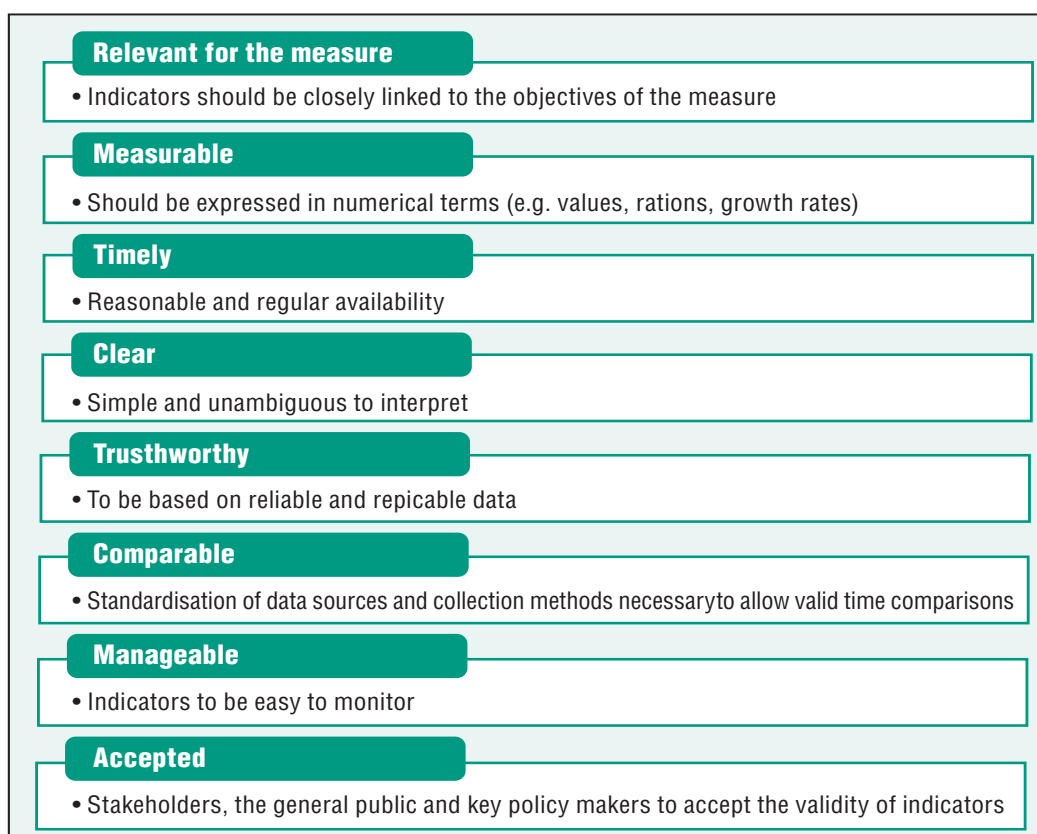 Relevant for the measure
• Indicators should be closely linked to the objectives of the measure
Measurable
• Should be expressed in numerical terms (e.g. values, rations, growth rates)
Timely
• Reasonable and regular availability
Clear
• Simple and unambiguous to interpret
Trusthworthy
• To be based on reliable and repicable data
Comparable
• Standardisation of data sources and collection methods necessaryto allow valid time comparisons
Manageable
• Indicators to be easy to monitor
Accepted
• Stakeholders, the general public and key policy makers to accept the validity of indicators